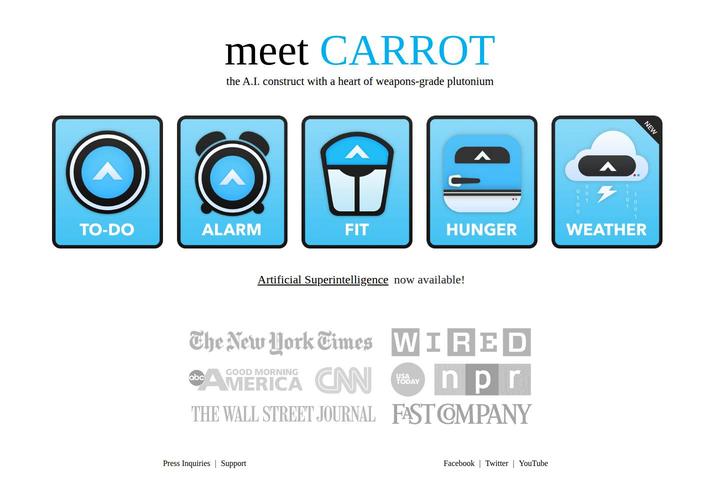 meet CARROT
the A.I. construct with a heart of weapons-grade plutonium
NEW
TO-DO ALARM FIT HUNGER WEATHER
Artificial Superintelligence now available!
The New York Times WIRED
abc GOOD MORNING AMERICA CNN USA TODAY npr
THE WALL STREET JOURNAL FAST COMPANY
Press Inquiries | Support Facebook | Twitter | YouTube